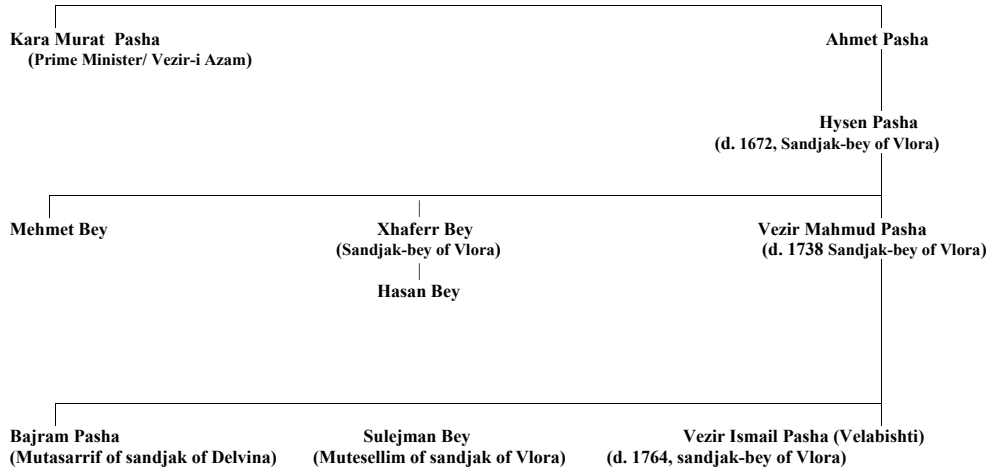 Kara Murat Pasha
(Prime Minister/ Vezir-i Azam)
Ahmet Pasha
Hysen Pasha
(d. 1672, Sandjak-bey of Vlora)
Mehmet Bey
Xhaferr Bey
(Sandjak-bey of Vlora)
Hasan Bey
Vezir Mahmud Pasha
(d. 1738 Sandjak-bey of Vlora)
Bajram Pasha
(Mutasarrif of sandjak of Delvina)
Sulejman Bey
(Mutesellim of sandjak of Vlora)
Vezir Ismail Pasha (Velabishti)
(d. 1764, sandjak-bey of Vlora)